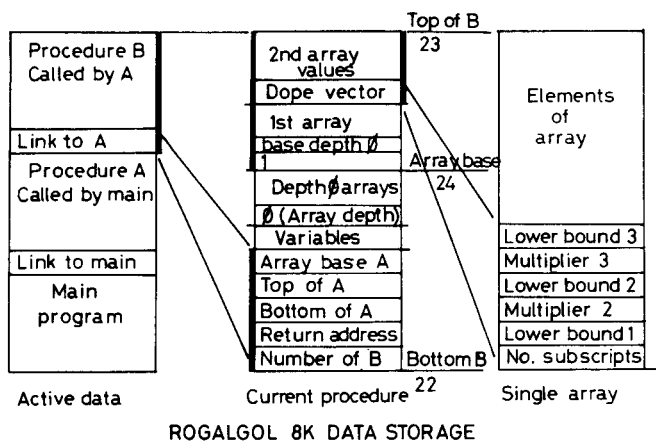 Procedure B
Called by A
Link to A
Procedure A
Called by main
Link to main
Main
program
Active data
2nd array
values
Dope vector
1st array
base depth Ø
1
Depth Ø arrays
Ø (Array depth)
Variables
Array base A
Top of A
Bottom of A
Return address
Number of B
Current procedure
Top of B
23
Array base
24
Bottom B
22
Elements
of
array
Lower bound 3
Multiplier 3
Lower bound 2
Multiplier 2
Lower bound 1
No. subscripts
Single array
ROGALGOL 8K DATA STORAGE